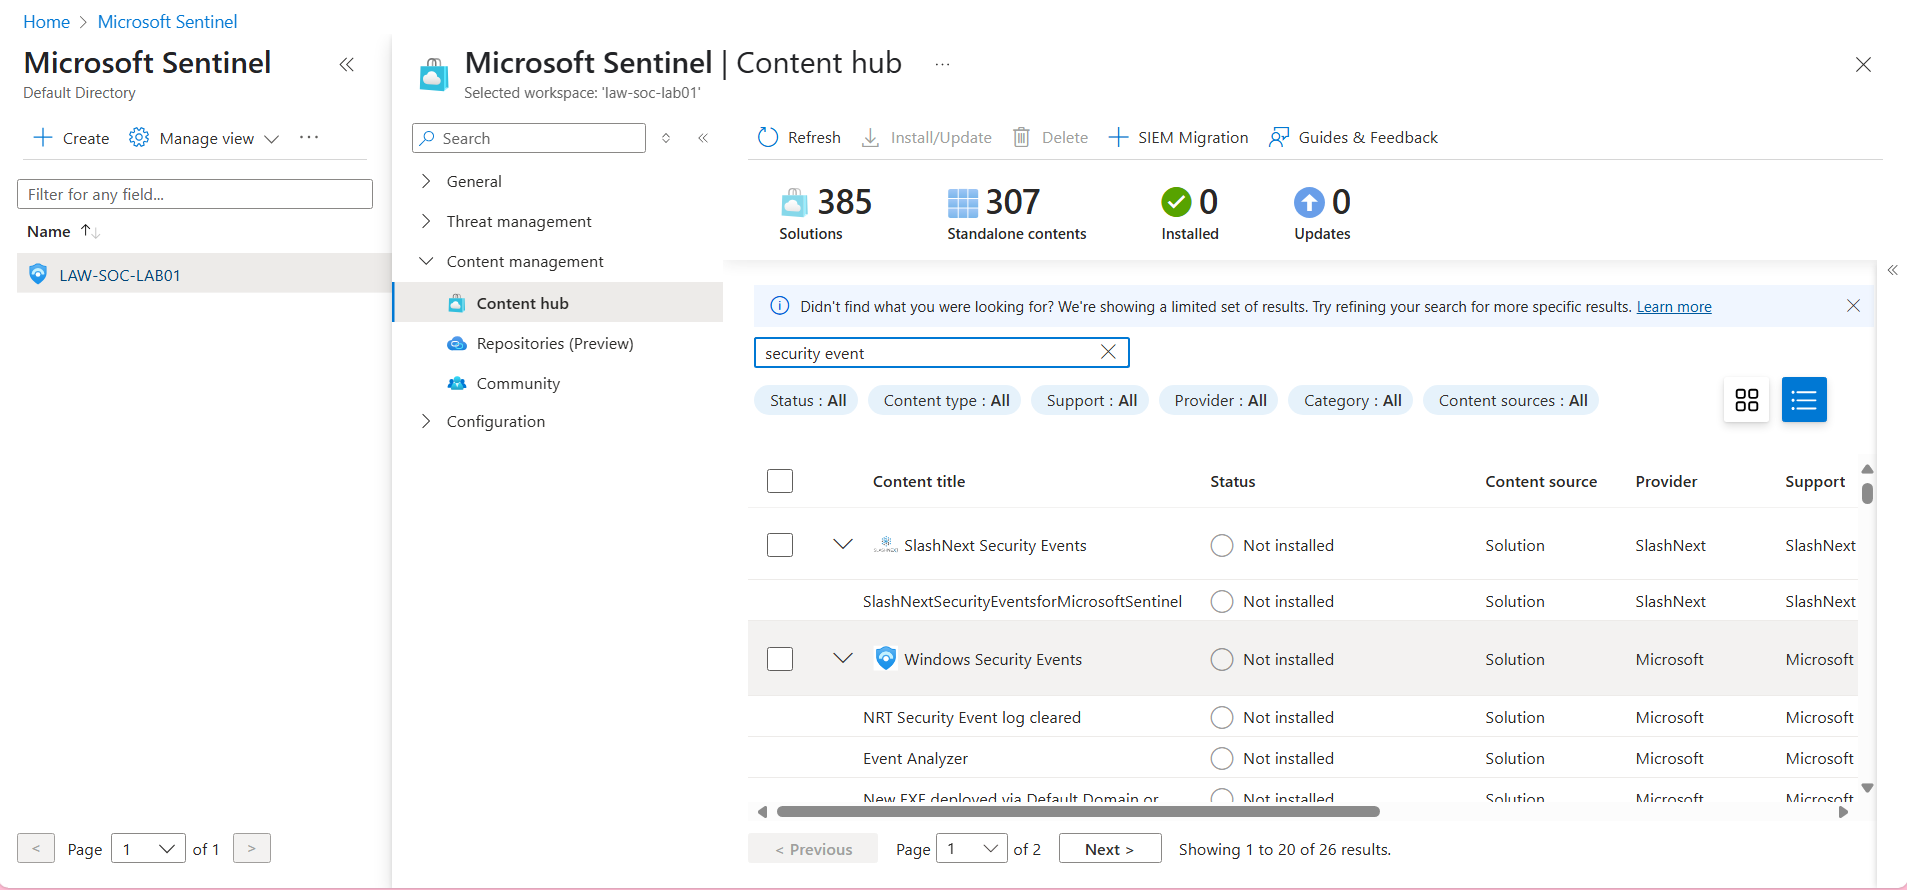 Home > Microsoft Sentinel
Microsoft Sentinel
Default Directory
Create Manage view
Filter for any field...
Name
LAW-SOC-LAB01
< Page 1 of 1 >
Microsoft Sentinel | Content hub
Selected workspace: 'law-soc-lab01'
Search
General
Threat management
Content management
Content hub
Repositories (Preview)
Community
Configuration
Refresh Install/Update Delete SIEM Migration Guides & Feedback
385 307 0 0
Solutions Standalone contents Installed Updates
Didn't find what you were looking for? We're showing a limited set of results. Try refining your search for more specific results. Learn more
security event
Status : All Content type : All Support : All Provider : All Category : All Content sources : All
Content title Status Content source Provider Support
SlashNext Security Events Not installed Solution SlashNext SlashNext
SlashNextSecurityEventsforMicrosoftSentinel Not installed Solution SlashNext SlashNext
Windows Security Events Not installed Solution Microsoft Microsoft
NRT Security Event log cleared Not installed Solution Microsoft Microsoft
Event Analyzer Not installed Solution Microsoft Microsoft
New EXE deployed via Default Domain or Not installed Solution Microsoft Microsoft
< Previous Page 1 of 2 Next > Showing 1 to 20 of 26 results.